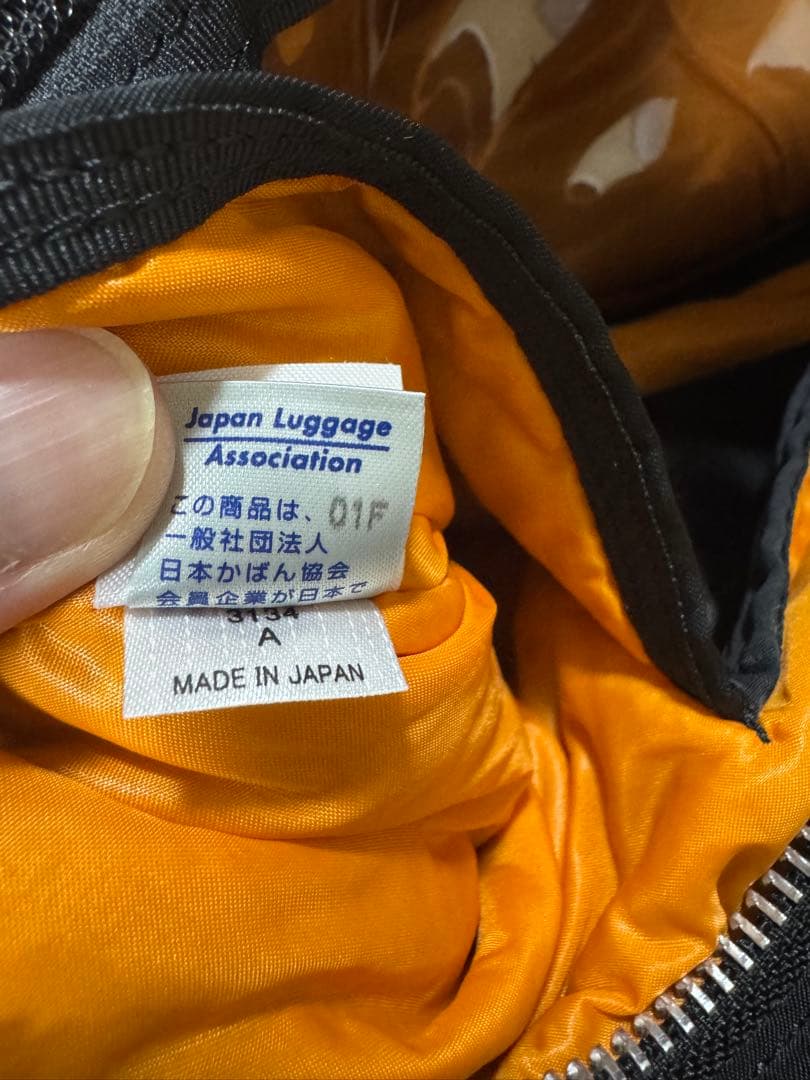 Japan Luggage
Association
この商品は、 01F
一般社団法人
日本かばん協会
会員企業が日本で
3134
A
MADE IN JAPAN